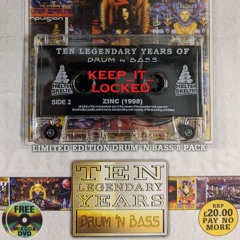 TEN LEGENDARY YEARS OF
DRUM 'N' BASS
HELTER
SKELTER
KEEP IT
LOCKED
HELTER
SKELTER
SIDE 2
ZINC (1998)
LIMITED EDITION DRUM 'N BASS 8 PACK
TEN
LEGENDARY
YEARS
DRUM 'N BASS
FREE
DVD
RRP
£20.00
PAY NO
MORE